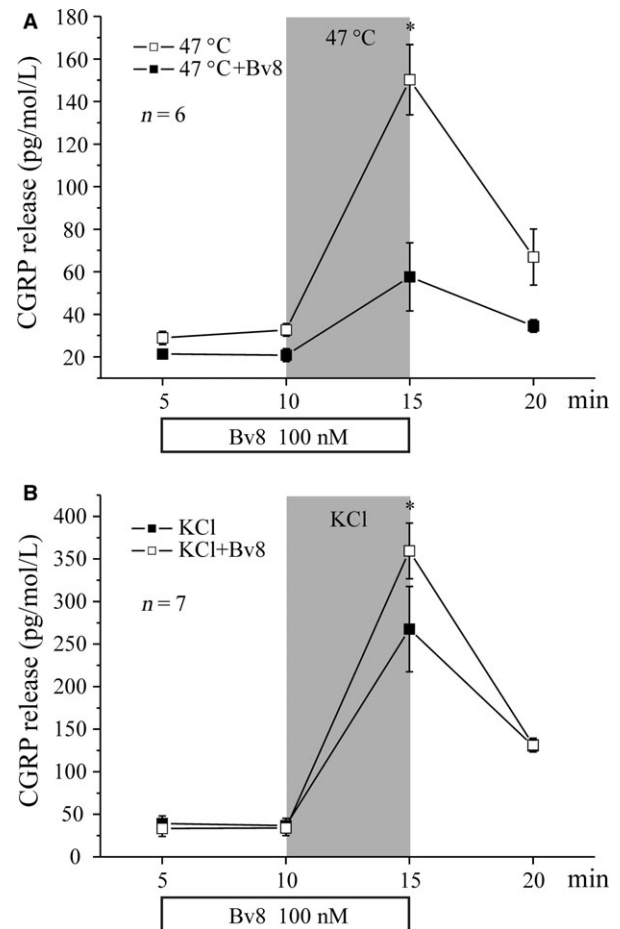 A
CGRP release (pg/mol/L)
180
160
140
120
100
80
60
40
20
47 °C
47 °C+Bv8
n = 6
47 °C
*
5 10 15 20 min
Bv8 100 nM
B
CGRP release (pg/mol/L)
400
350
300
250
200
150
100
50
0
KCl
KCl+Bv8
n = 7
KCl
*
5 10 15 20 min
Bv8 100 nM